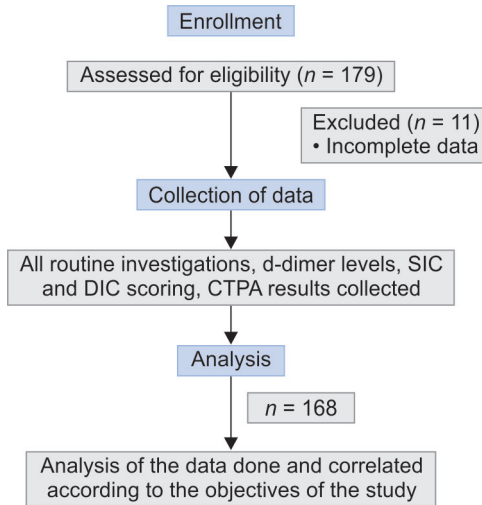 Enrollment
Assessed for eligibility (n = 179)
Excluded (n = 11)
• Incomplete data
Collection of data
All routine investigations, d-dimer levels, SIC
and DIC scoring, CTPA results collected
Analysis
n = 168
Analysis of the data done and correlated
according to the objectives of the study